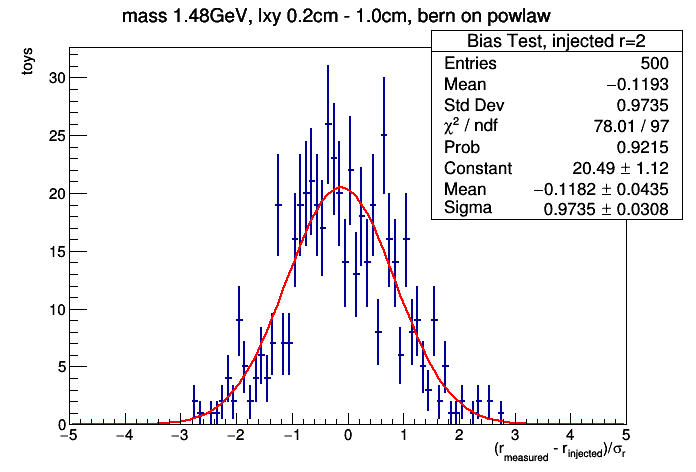 mass 1.48GeV, lxy 0.2cm - 1.0cm, bern on powlaw
toys
Bias Test, injected r=2
Entries 500
Mean −0.1193
Std Dev 0.9735
χ² / ndf 78.01 / 97
Prob 0.9215
Constant 20.49 ± 1.12
Mean −0.1182 ± 0.0435
Sigma 0.9735 ± 0.0308
30
25
20
15
10
5
0
−5 −4 −3 −2 −1 0 1 2 3 4 5
(r_measured - r_injected)/σ_r